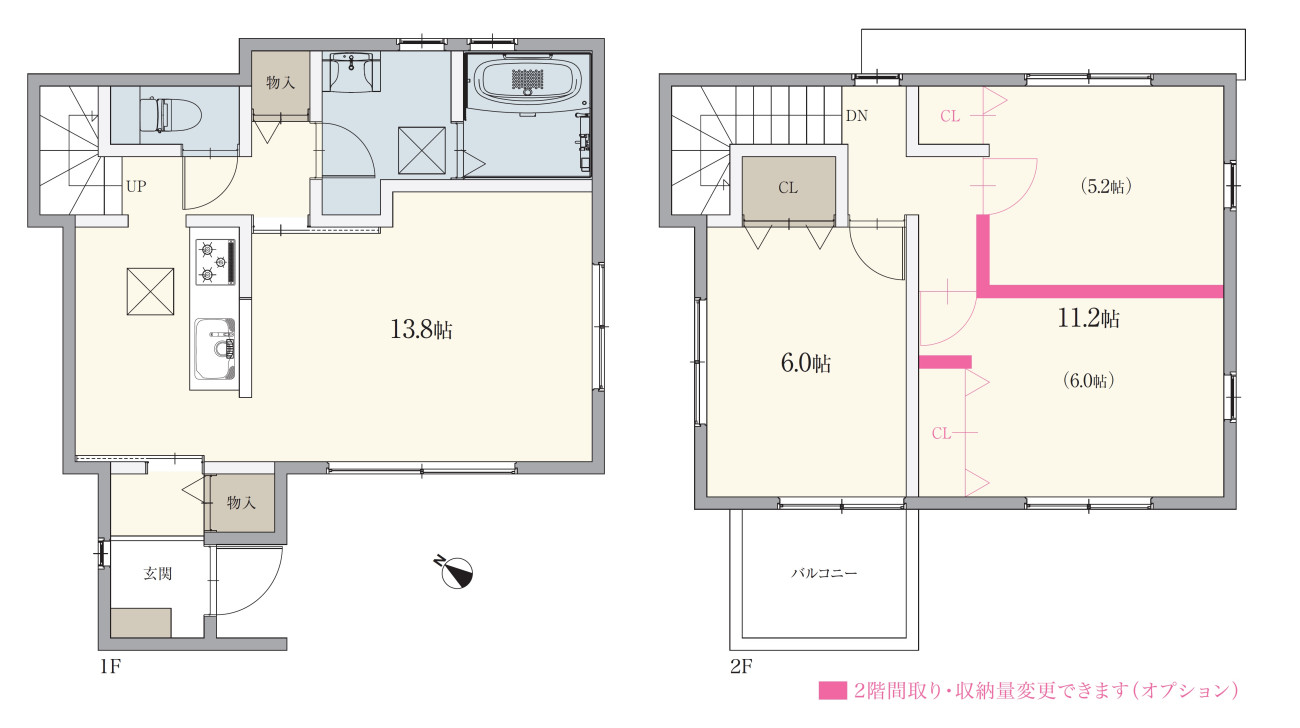 物入
UP
13.8帖
物入
玄関
N
1F
DN
CL
CL
(5.2帖)
11.2帖
6.0帖
(6.0帖)
CL
バルコニー
2F
2階間取り・収納量変更できます(オプション)